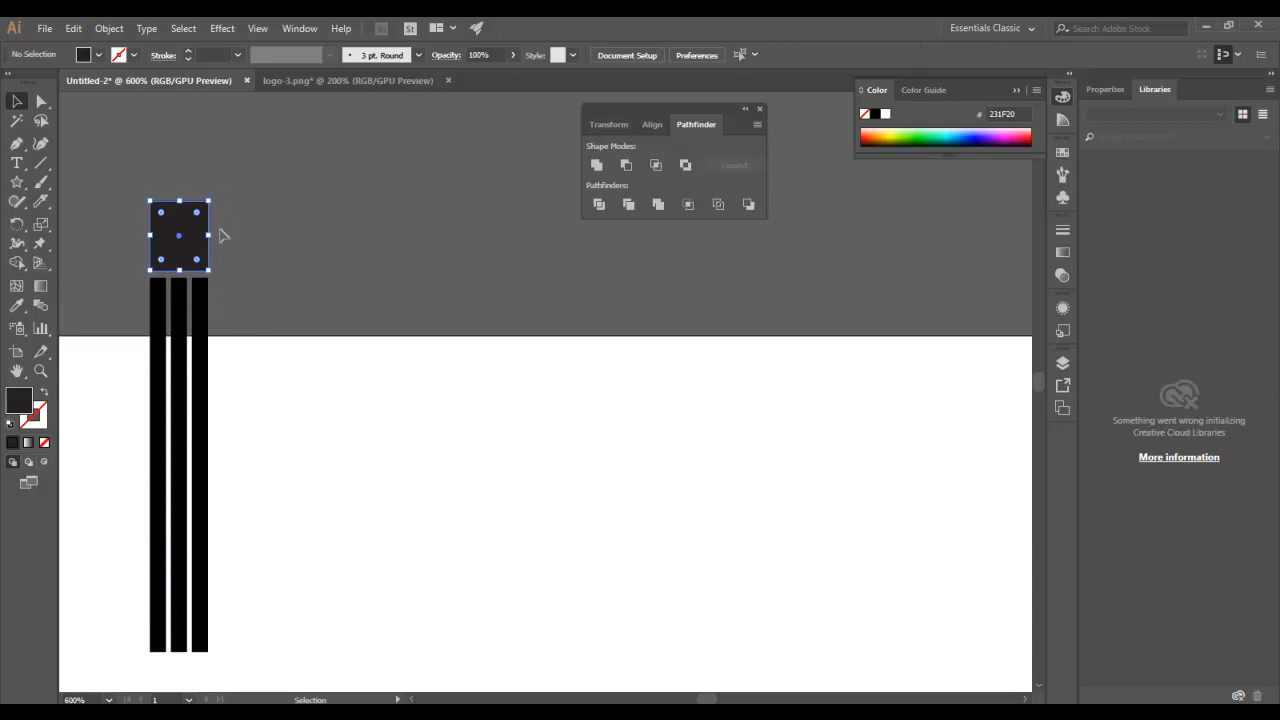 Ai File Edit Object Type Select Effect View Window Help Br St Essentials Classic Search Adobe Stock
No Selection Stroke: 3 pt. Round Opacity: 100% Style: Document Setup Preferences
Untitled-2* @ 600% (RGB/GPU Preview) × logo-3.png* @ 200% (RGB/GPU Preview) ×
Color Color Guide
# 231F20
Properties Libraries
Transform Align Pathfinder
Shape Modes:
Expand
Pathfinders:
Something went wrong initializing
Creative Cloud Libraries
More information
600% 1 Selection